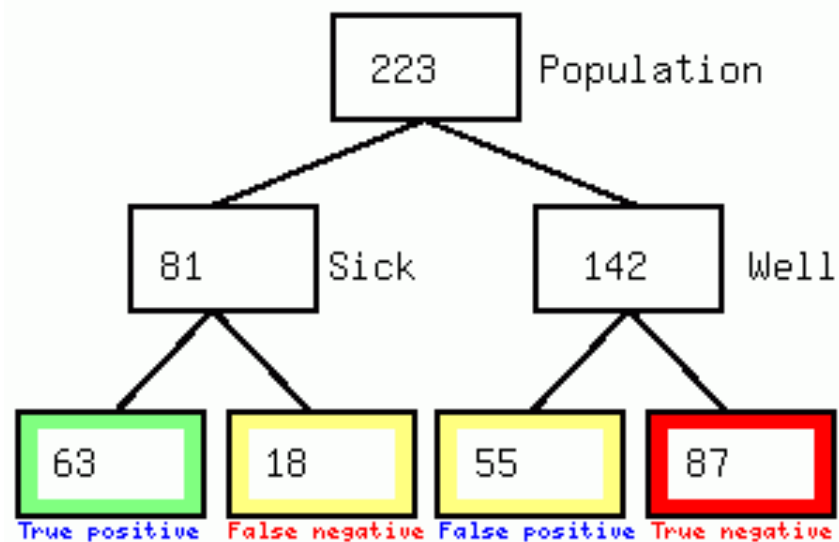 223 Population
81 Sick 142 Well
63 18 55 87
True positive False negative False positive True negative